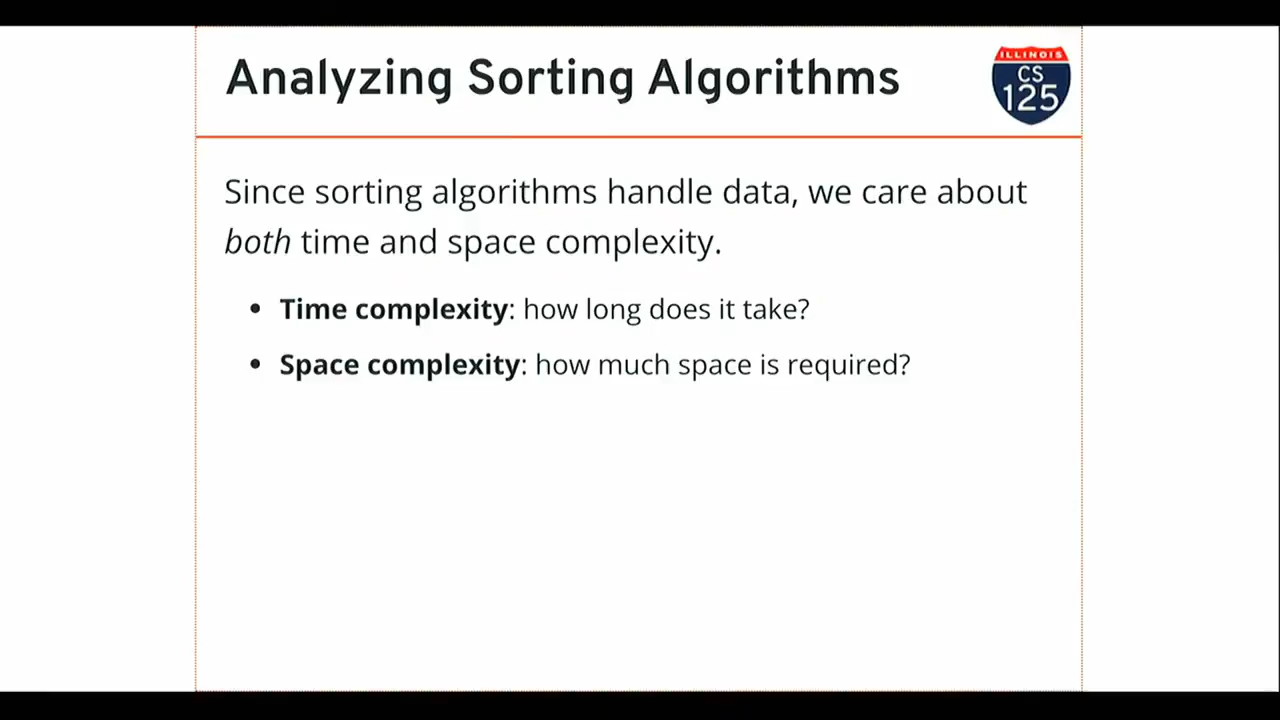 Analyzing Sorting Algorithms
ILLINOIS
CS
125
Since sorting algorithms handle data, we care about
both time and space complexity.
• Time complexity: how long does it take?
• Space complexity: how much space is required?